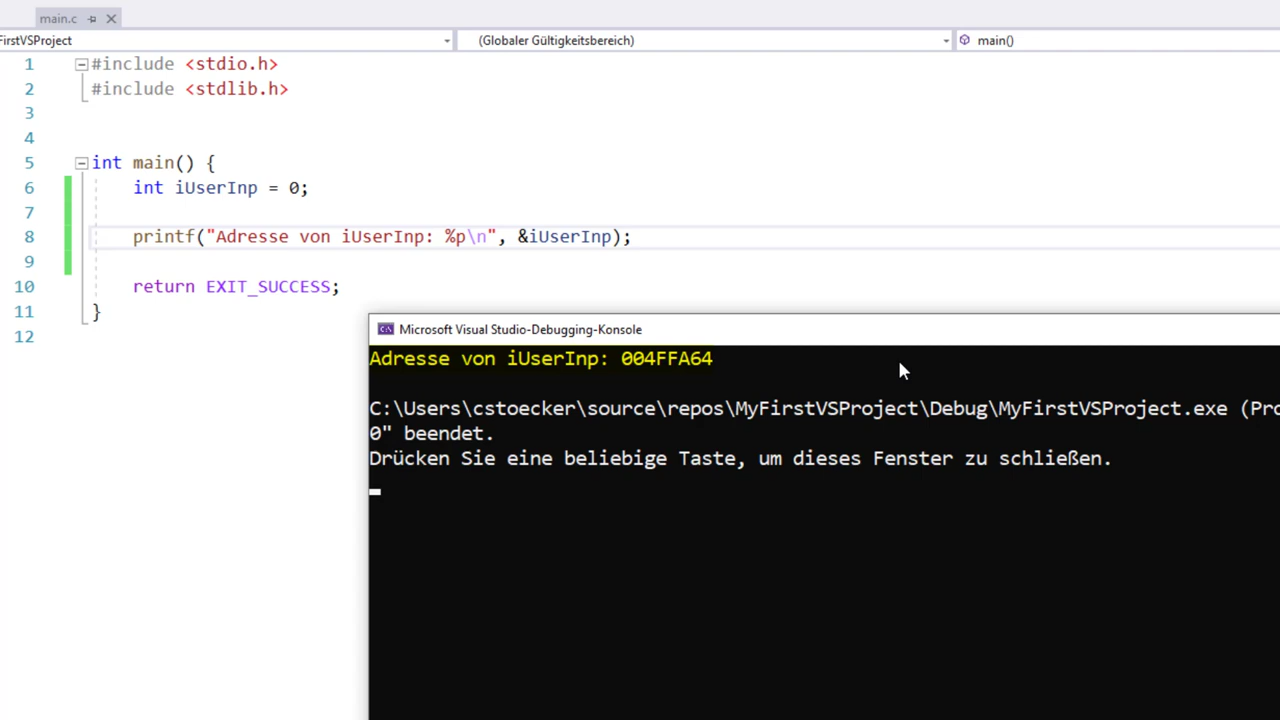 main.c
FirstVSProject
(Globaler Gültigkeitsbereich)
main()
1 #include <stdio.h>
2 #include <stdlib.h>
3
4
5 int main() {
6 int iUserInp = 0;
7
8 printf("Adresse von iUserInp: %p\n", &iUserInp);
9
10 return EXIT_SUCCESS;
11 }
12
Microsoft Visual Studio-Debugging-Konsole
Adresse von iUserInp: 004FFA64
C:\Users\cstoecker\source\repos\MyFirstVSProject\Debug\MyFirstVSProject.exe (Pro
0" beendet.
Drücken Sie eine beliebige Taste, um dieses Fenster zu schließen.